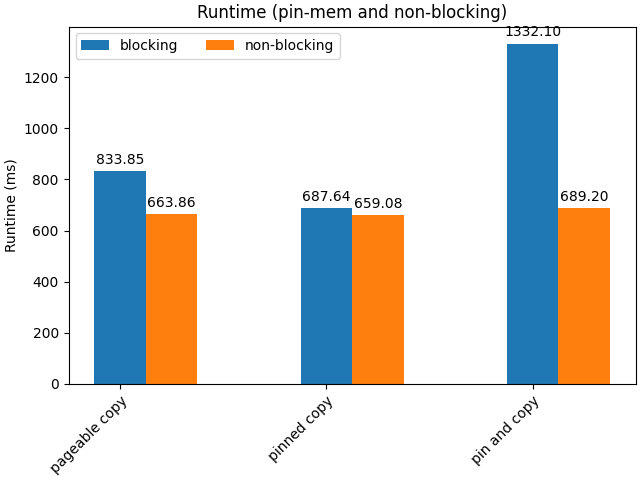 Runtime (pin-mem and non-blocking)
blocking
non-blocking
Runtime (ms)
1200
1000
800
600
400
200
0
833.85
663.86
687.64
659.08
1332.10
689.20
pageable copy
pinned copy
pin and copy